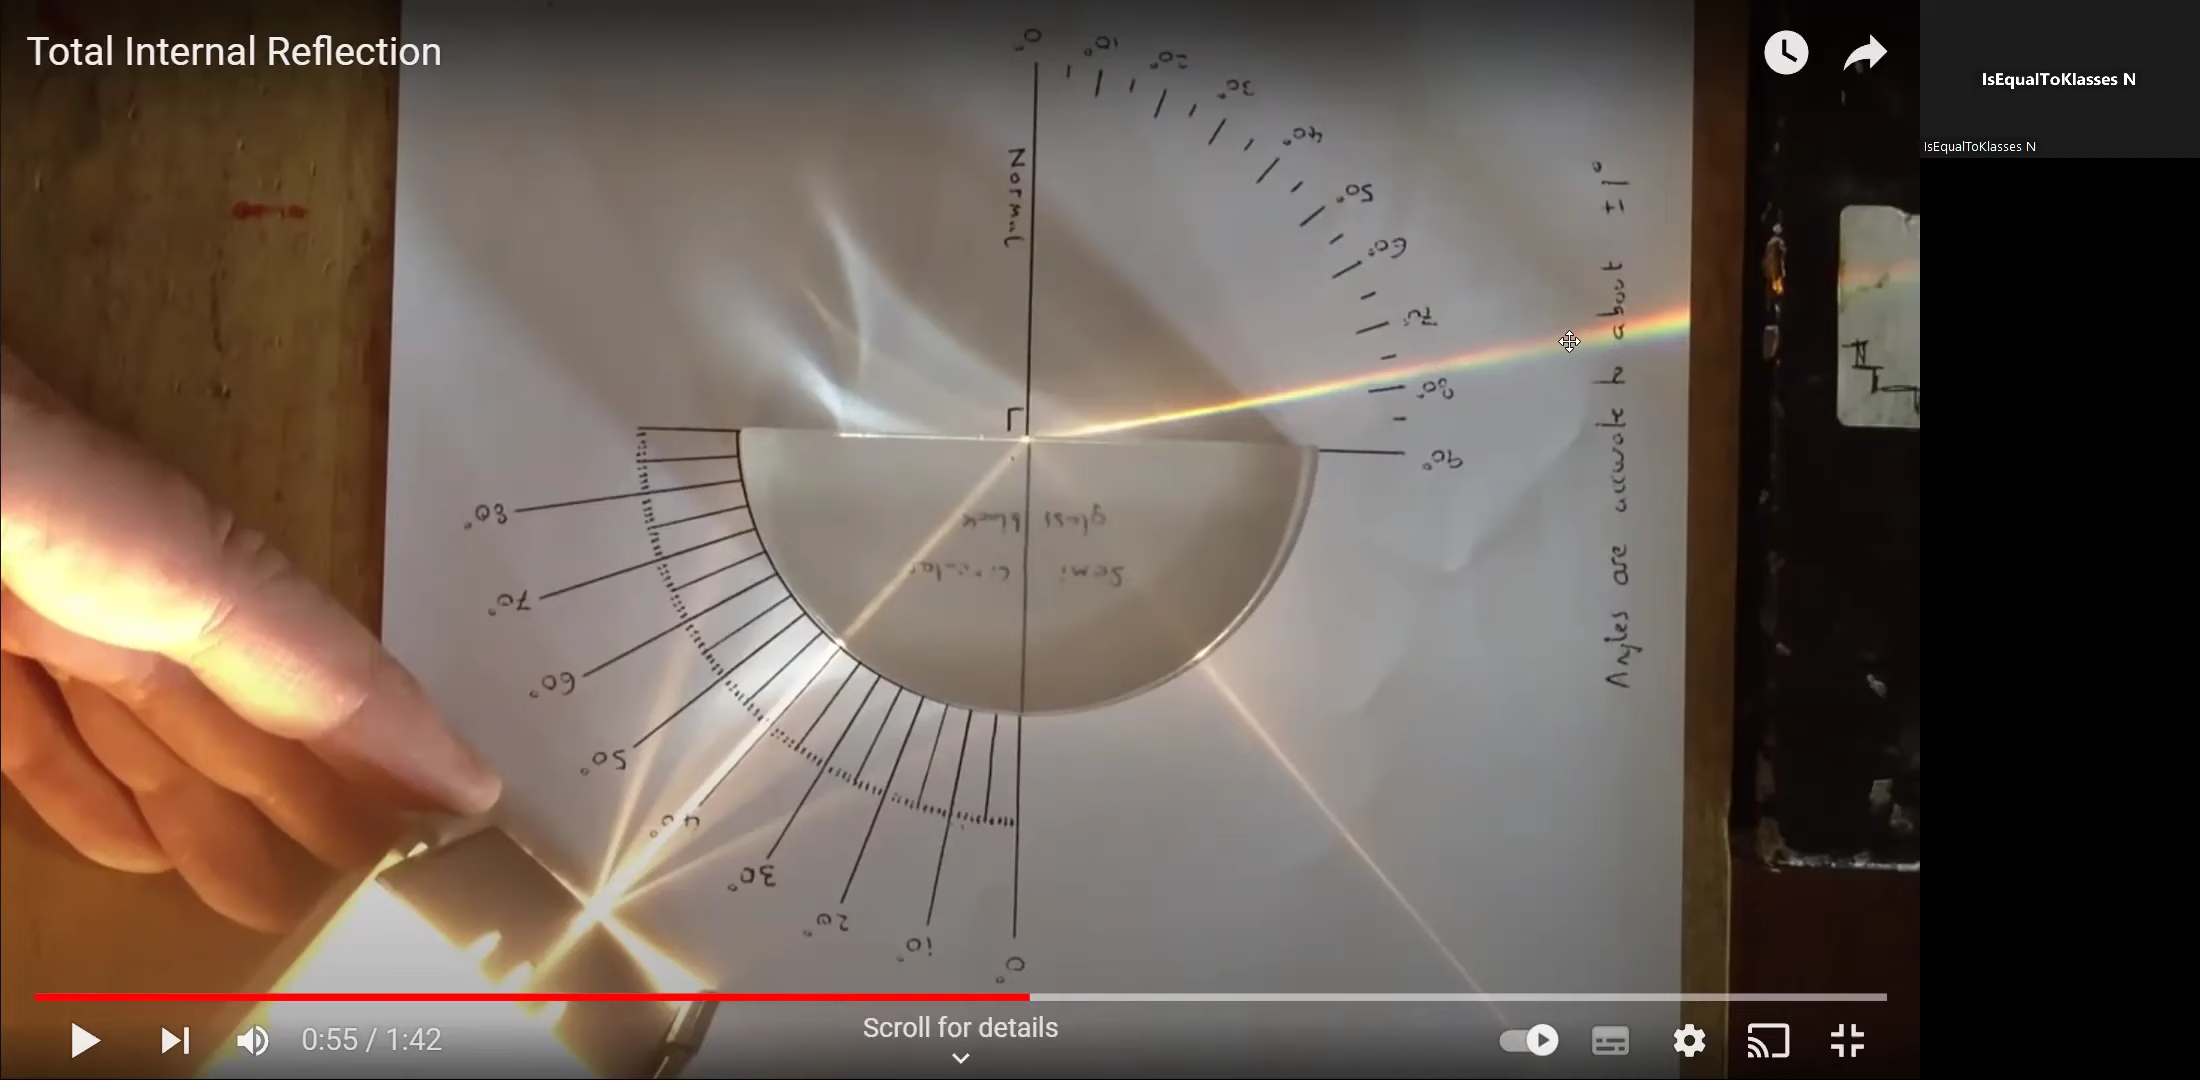 Total Internal Reflection
IsEqualToKlasses N
IsEqualToKlasses N
0°
10°
20°
30°
40°
50°
60°
70°
80°
90°
Normal
Angles are accurate to about ±1°
Semi circular
glass block
80°
70°
60°
50°
40°
30°
20°
10°
0°
0:55 / 1:42
Scroll for details